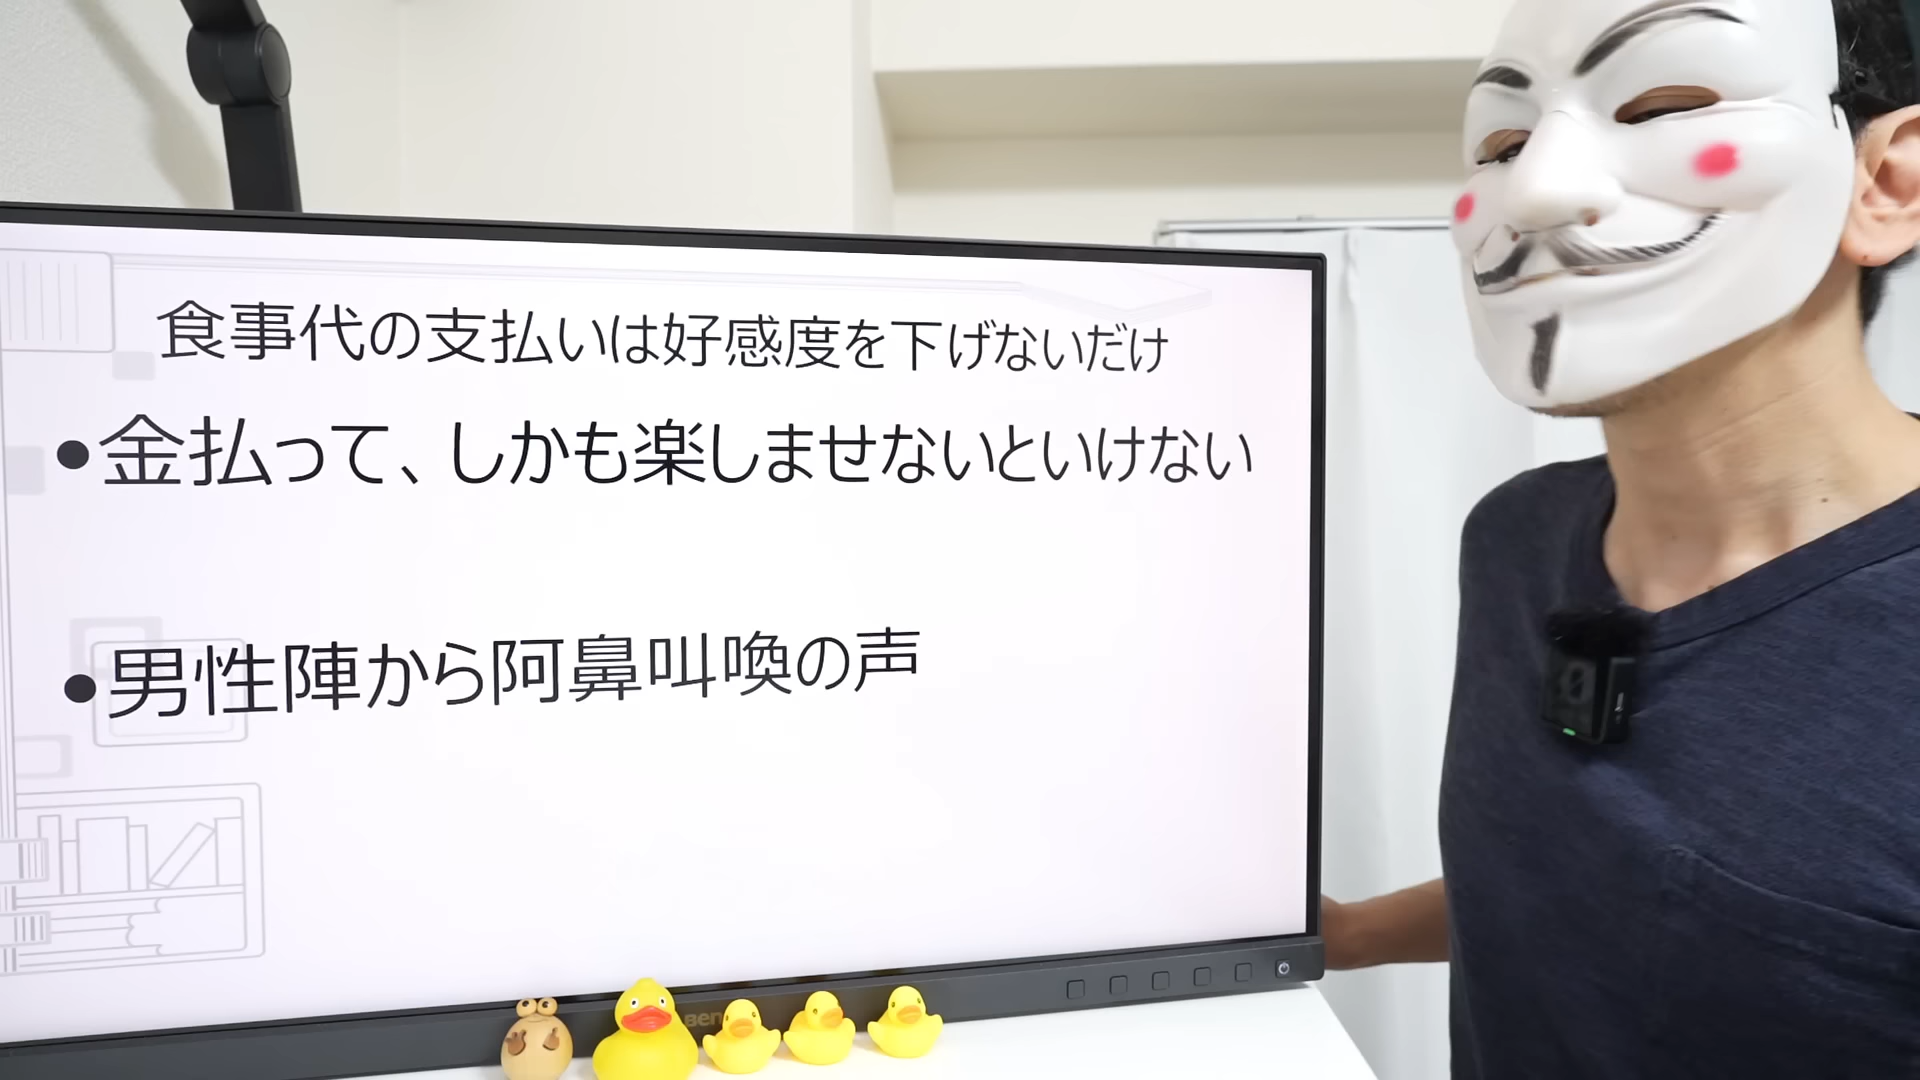 食事代の支払いは好感度を下げないだけ
•金払って、しかも楽しませないといけない
•男性陣から阿鼻叫喚の声